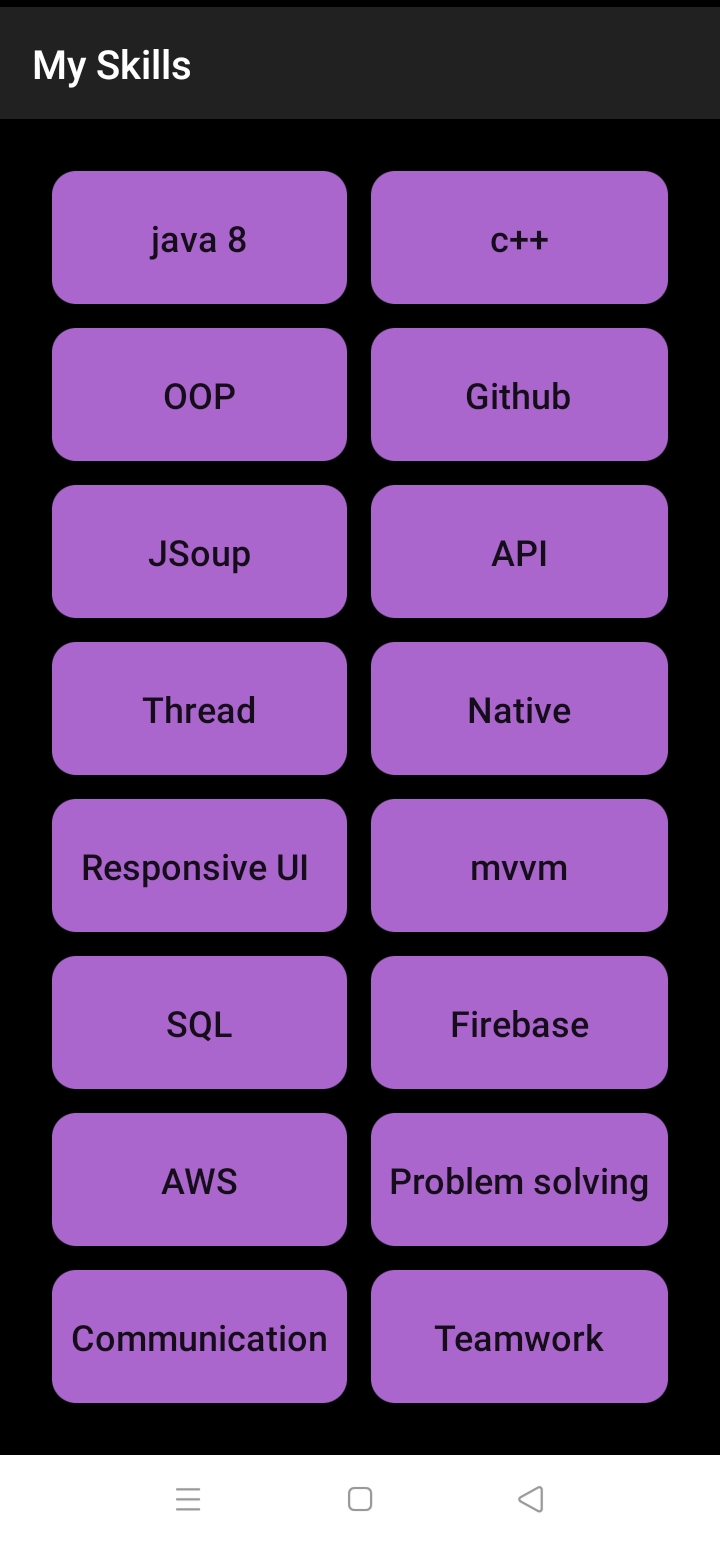 My Skills
java 8
c++
OOP
Github
JSoup
API
Thread
Native
Responsive UI
mvvm
SQL
Firebase
AWS
Problem solving
Communication
Teamwork